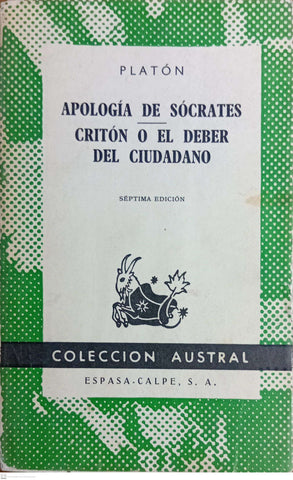 PLATÓN
APOLOGÍA DE SÓCRATES
CRITÓN O EL DEBER
DEL CIUDADANO
SÉPTIMA EDICIÓN
COLECCION AUSTRAL
ESPASA-CALPE, S. A.